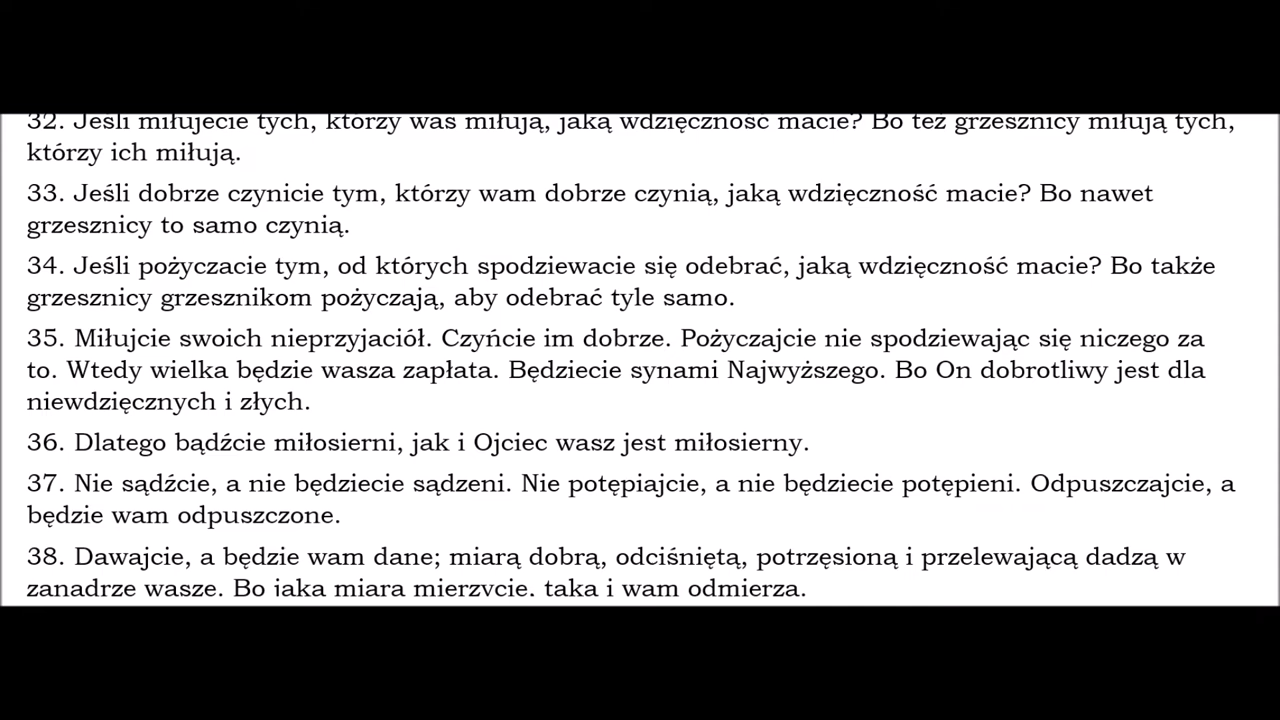 32. Jeśli miłujecie tych, którzy was miłują, jaką wdzięczność macie? Bo też grzesznicy miłują tych,
którzy ich miłują.
33. Jeśli dobrze czynicie tym, którzy wam dobrze czynią, jaką wdzięczność macie? Bo nawet
grzesznicy to samo czynią.
34. Jeśli pożyczacie tym, od których spodziewacie się odebrać, jaką wdzięczność macie? Bo także
grzesznicy grzesznikom pożyczają, aby odebrać tyle samo.
35. Miłujcie swoich nieprzyjaciół. Czyńcie im dobrze. Pożyczajcie nie spodziewając się niczego za
to. Wtedy wielka będzie wasza zapłata. Będziecie synami Najwyższego. Bo On dobrotliwy jest dla
niewdzięcznych i złych.
36. Dlatego bądźcie miłosierni, jak i Ojciec wasz jest miłosierny.
37. Nie sądźcie, a nie będziecie sądzeni. Nie potępiajcie, a nie będziecie potępieni. Odpuszczajcie, a
będzie wam odpuszczone.
38. Dawajcie, a będzie wam dane; miarą dobrą, odciśniętą, potrzęsioną i przelewającą dadzą w
zanadrze wasze. Bo jaką miarą mierzycie, taką i wam odmierzą.